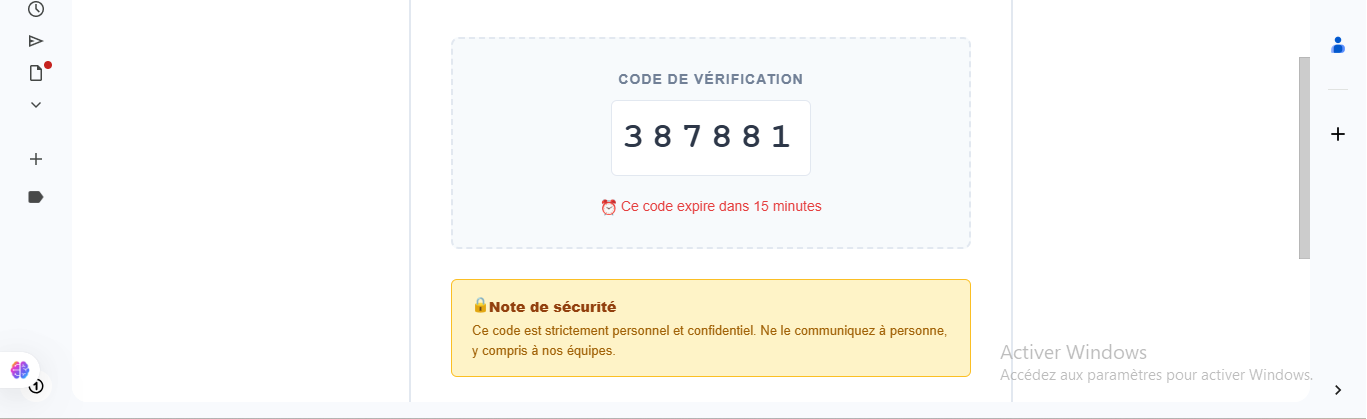 CODE DE VÉRIFICATION
387881
⏰ Ce code expire dans 15 minutes
🔒Note de sécurité
Ce code est strictement personnel et confidentiel. Ne le communiquez à personne,
y compris à nos équipes.
Activer Windows
Accédez aux paramètres pour activer Windows.
1